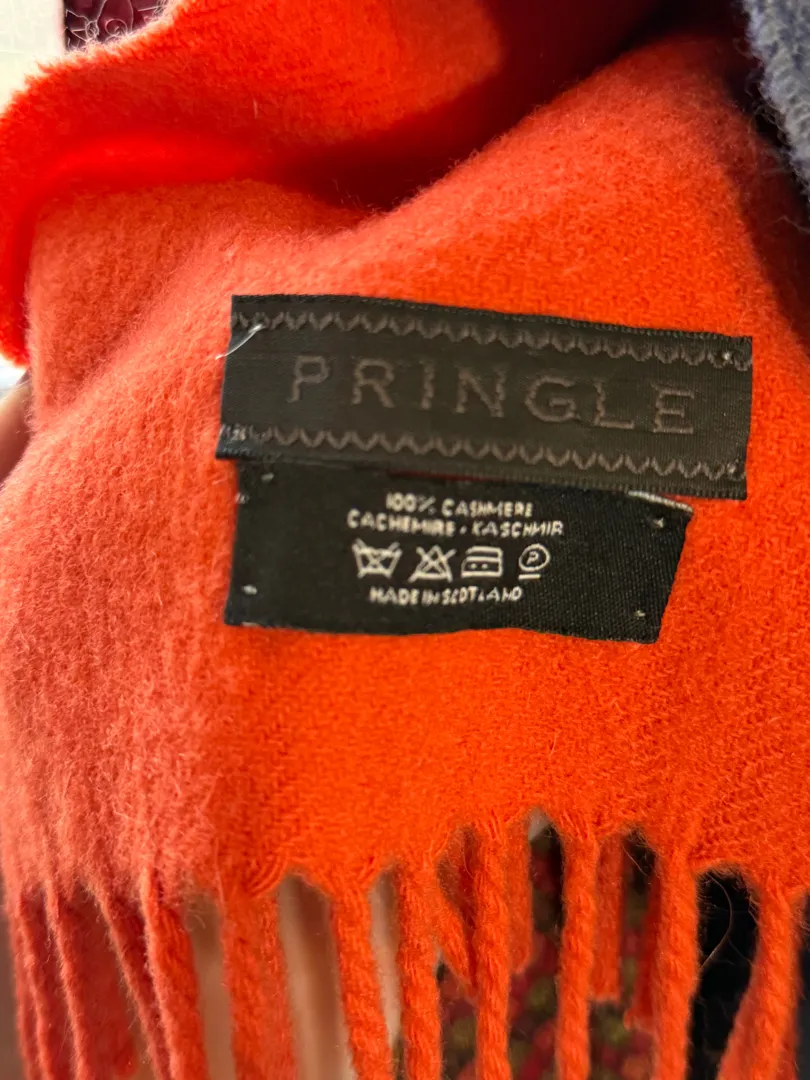 PRINGLE
100% CASHMERE
CACHEMIRE • KASCHMIR
P
MADE IN SCOTLAND